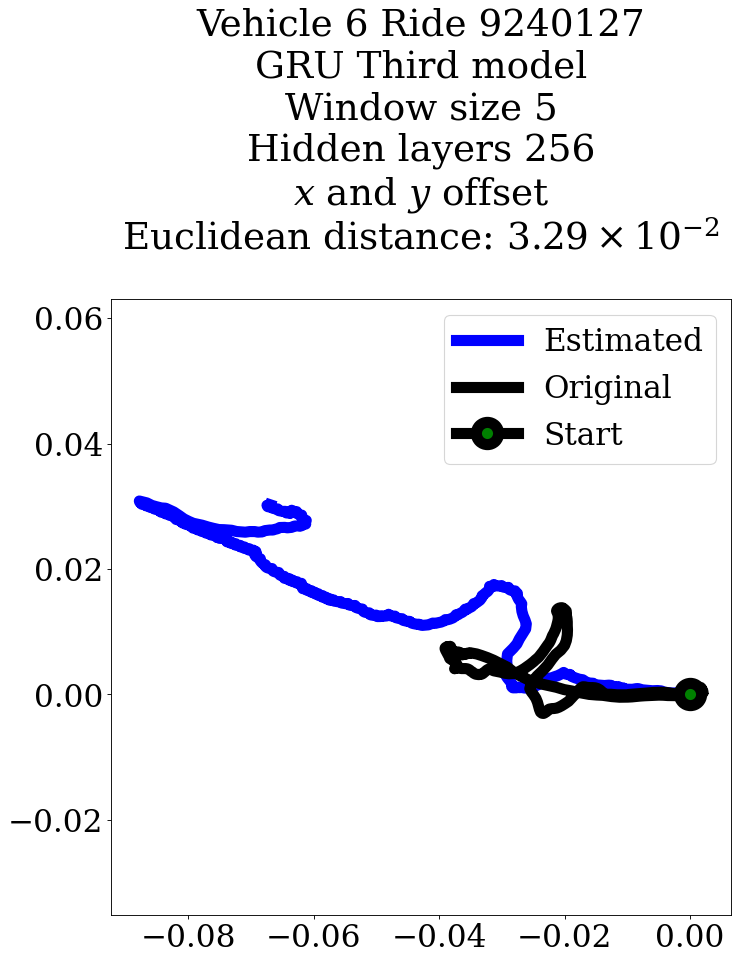 Vehicle 6 Ride 9240127
GRU Third model
Window size 5
Hidden layers 256
x and y offset
Euclidean distance: 3.29 × 10⁻²
Estimated
Original
Start
0.06
0.04
0.02
0.00
−0.02
−0.08
−0.06
−0.04
−0.02
0.00